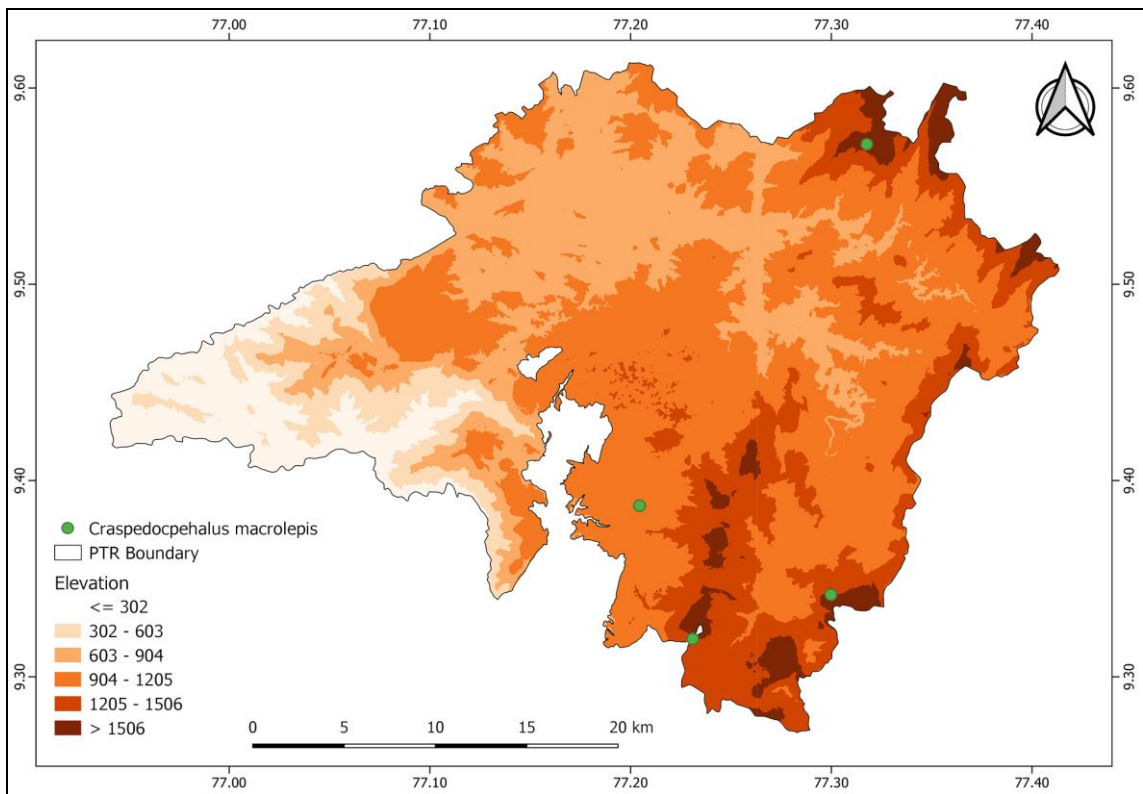 77.00 77.10 77.20 77.30 77.40
9.60 9.60
9.50 9.50
9.40 9.40
9.30 9.30
Craspedocpehalus macrolepis
PTR Boundary
Elevation
<= 302
302 - 603
603 - 904
904 - 1205
1205 - 1506
> 1506
0 5 10 15 20 km
77.00 77.10 77.20 77.30 77.40